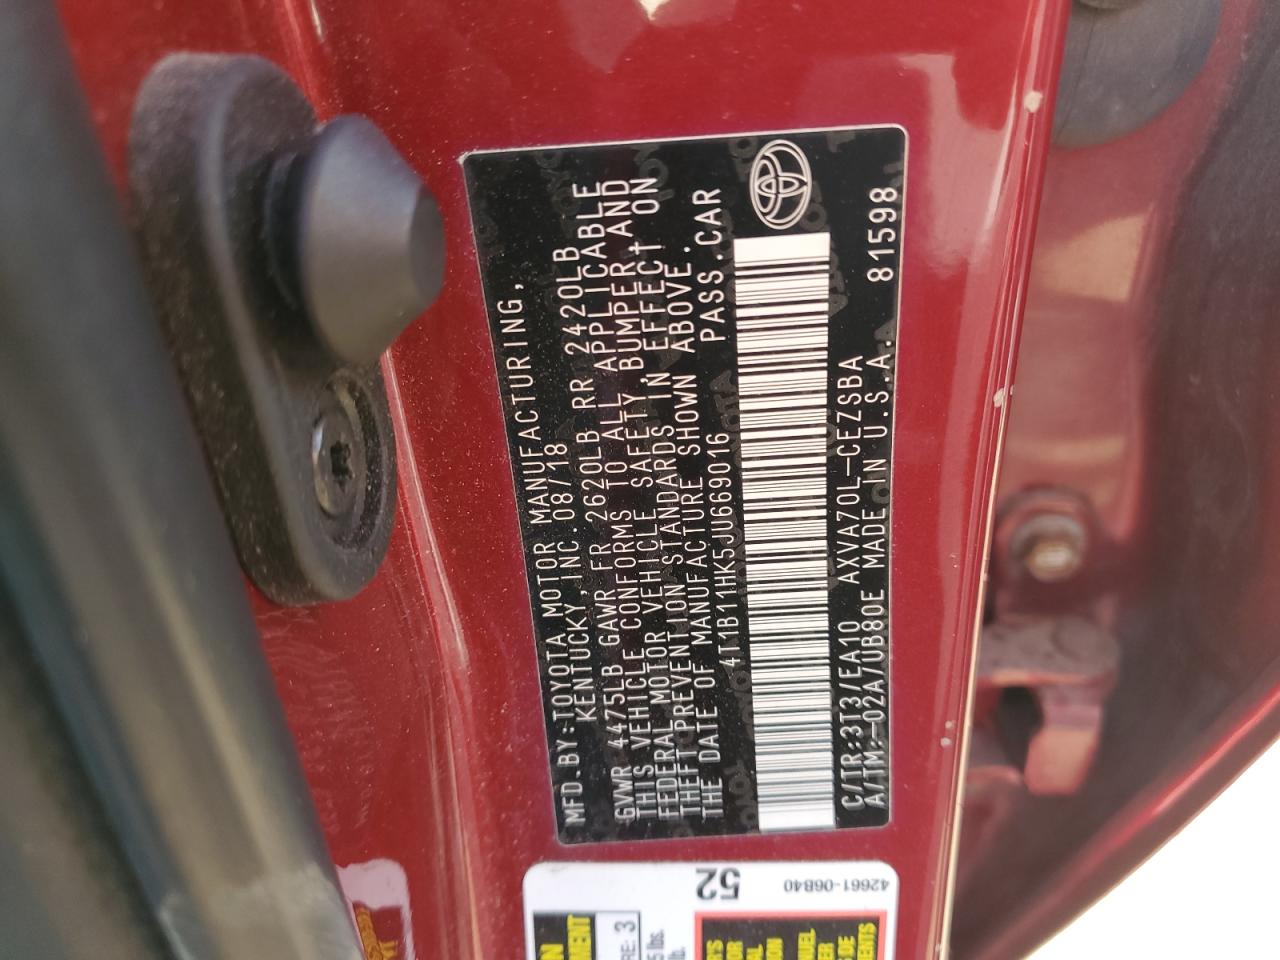 MFD.BY:TOYOTA MOTOR MANUFACTURING,
KENTUCKY,INC.08/18
GVWR 4475LB GAWR FR 2620LB RR 2420LB
THIS VEHICLE CONFORMS TO ALL APPLICABLE
FEDERAL MOTOR VEHICLE SAFETY, BUMPER, AND
THEFT PREVENTION STANDARDS IN EFFECT ON
THE DATE OF MANUFACTURE SHOWN ABOVE.
4T1B11HK5JU669016 PASS.CAR
C/TR:3T3/EA10 AXVA70L-CEZSBA 81598
A/TM:-02A/UB80E MADE IN U.S.A.
52
42661-06B40